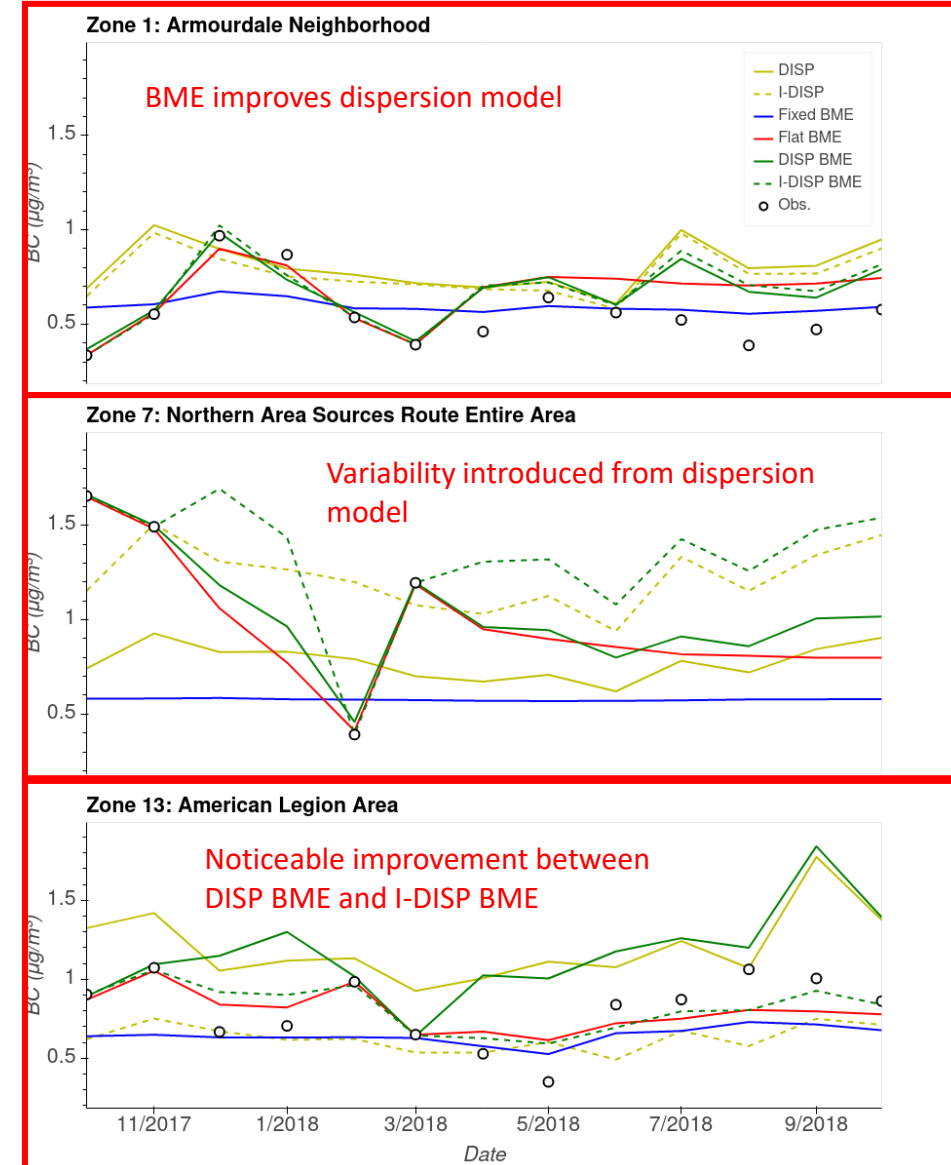 Zone 1: Armourdale Neighborhood
BME improves dispersion model
DISP
I-DISP
Fixed BME
Flat BME
DISP BME
I-DISP BME
Obs.
1.5
1
0.5
BC (µg/m³)
Zone 7: Northern Area Sources Route Entire Area
Variability introduced from dispersion
model
1.5
1
0.5
BC (µg/m³)
Zone 13: American Legion Area
Noticeable improvement between
DISP BME and I-DISP BME
1.5
1
0.5
BC (µg/m³)
11/2017 1/2018 3/2018 5/2018 7/2018 9/2018
Date